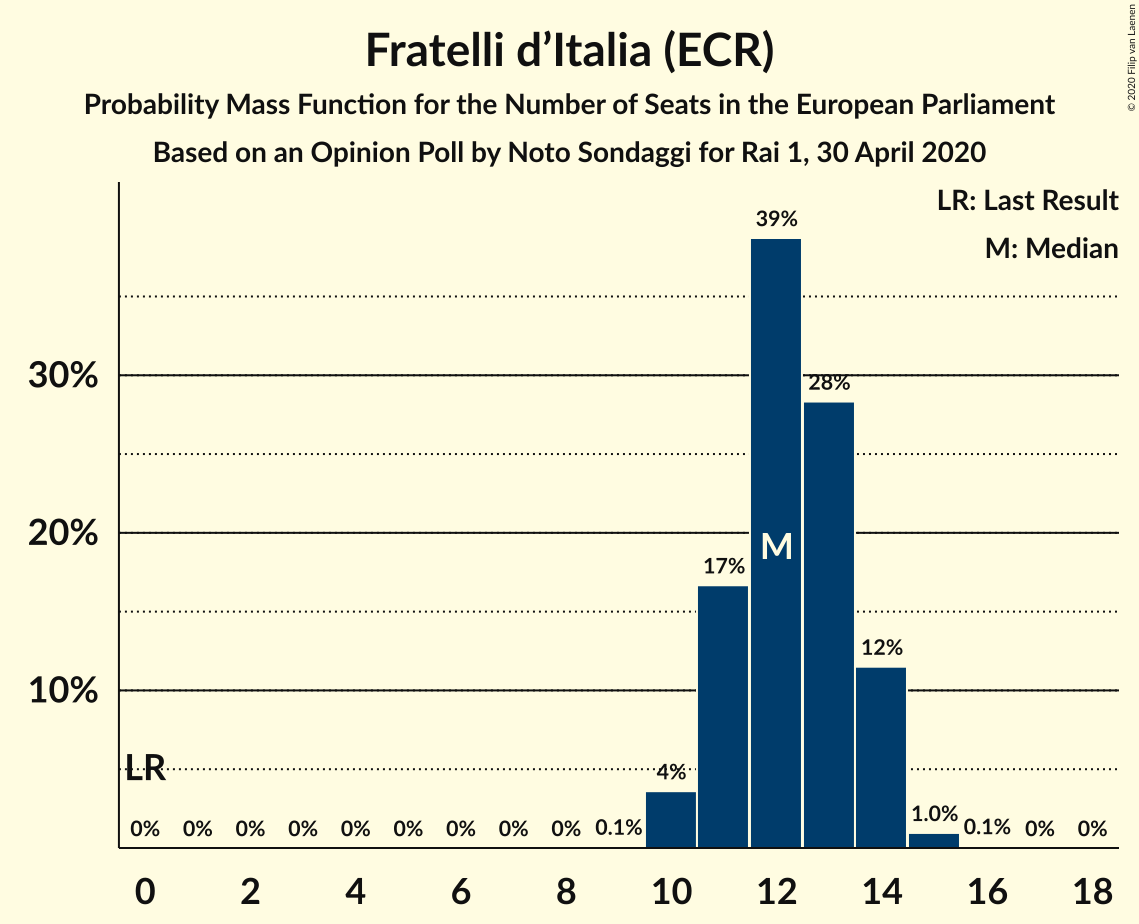 Fratelli d’Italia (ECR)
Probability Mass Function for the Number of Seats in the European Parliament
Based on an Opinion Poll by Noto Sondaggi for Rai 1, 30 April 2020
© 2020 Filip van Laenen
LR: Last Result
M: Median
39%
30%
28%
20%
M
17%
12%
10%
LR
4%
0% 0% 0% 0% 0% 0% 0% 0% 0% 0.1% 1.0% 0.1% 0% 0%
0 2 4 6 8 10 12 14 16 18